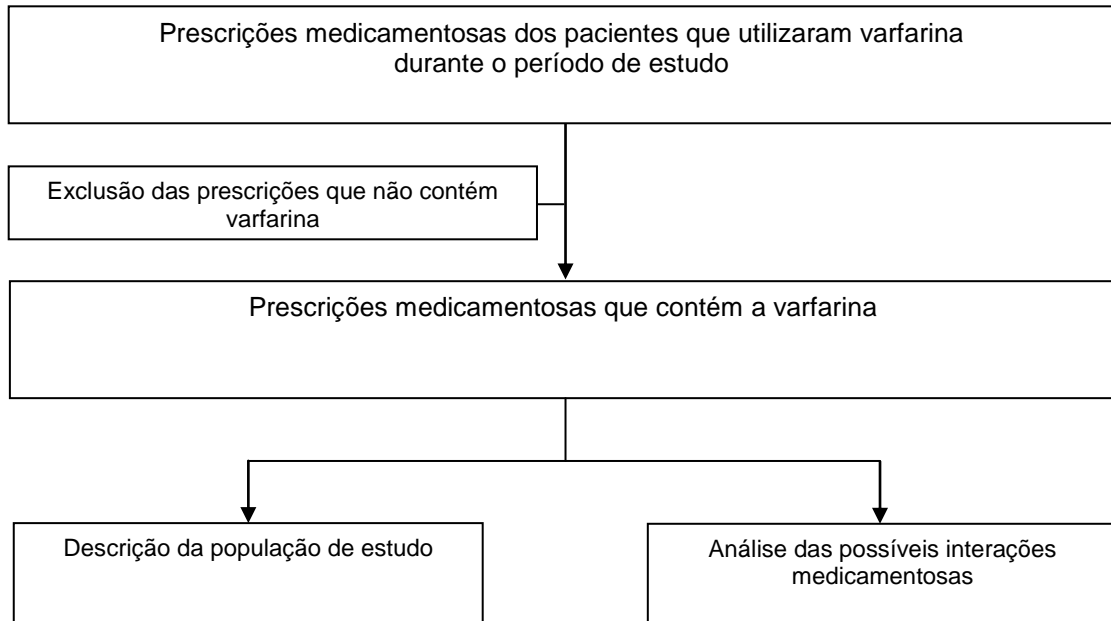 Prescrições medicamentosas dos pacientes que utilizaram varfarina
durante o período de estudo
Exclusão das prescrições que não contém
varfarina
Prescrições medicamentosas que contém a varfarina
Descrição da população de estudo
Análise das possíveis interações
medicamentosas